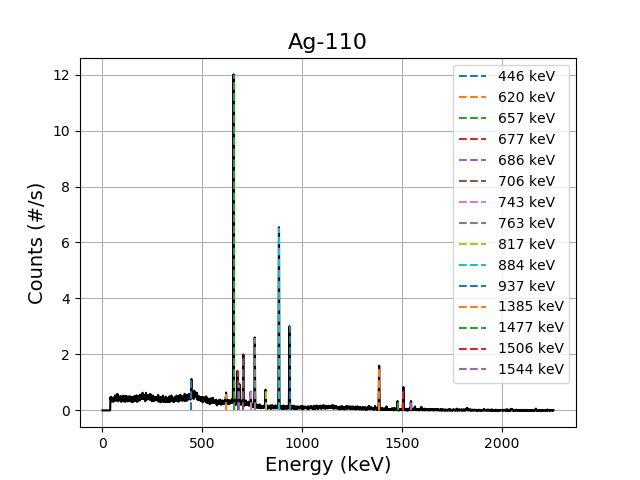 Ag-110
Counts (#/s)
12
10
8
6
4
2
0
0 500 1000 1500 2000
Energy (keV)
446 keV
620 keV
657 keV
677 keV
686 keV
706 keV
743 keV
763 keV
817 keV
884 keV
937 keV
1385 keV
1477 keV
1506 keV
1544 keV